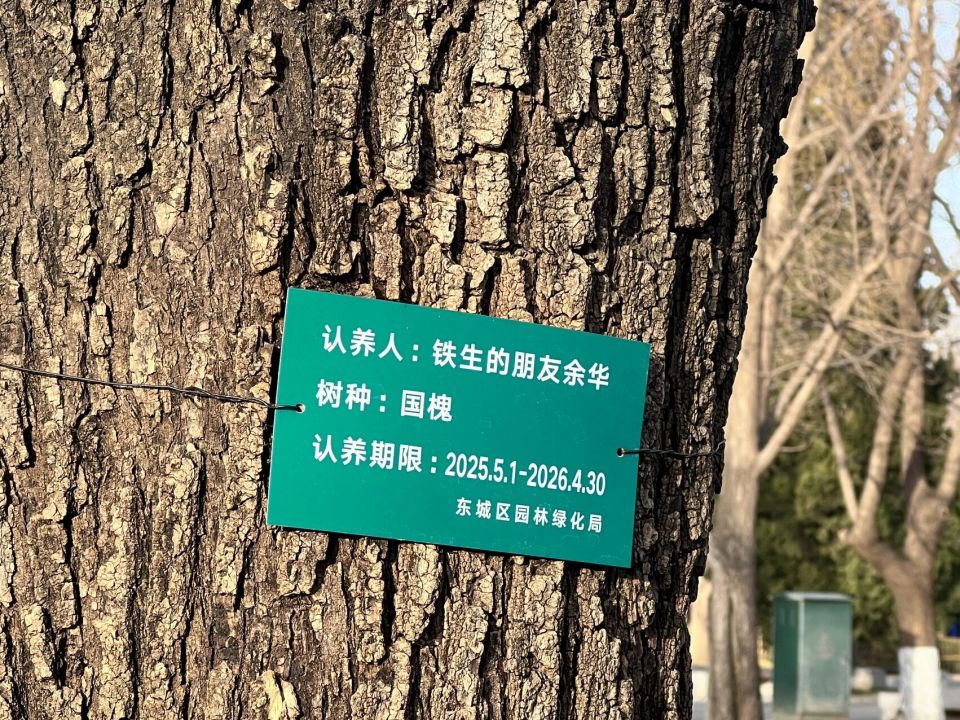 认养人：铁生的朋友余华
树种：国槐
认养期限：2025.5.1-2026.4.30
东城区园林绿化局